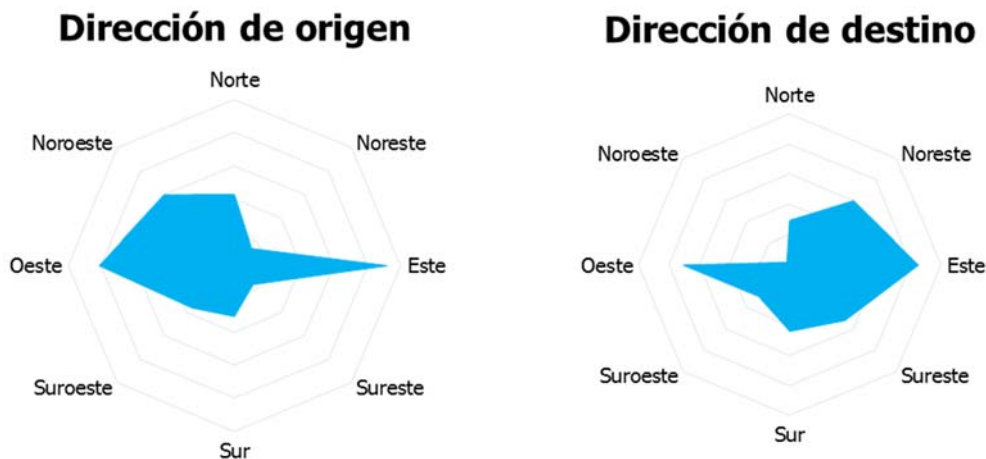 Dirección de origen
Norte
Noroeste
Noreste
Oeste
Este
Suroeste
Sureste
Sur
Dirección de destino
Norte
Noroeste
Noreste
Oeste
Este
Suroeste
Sureste
Sur